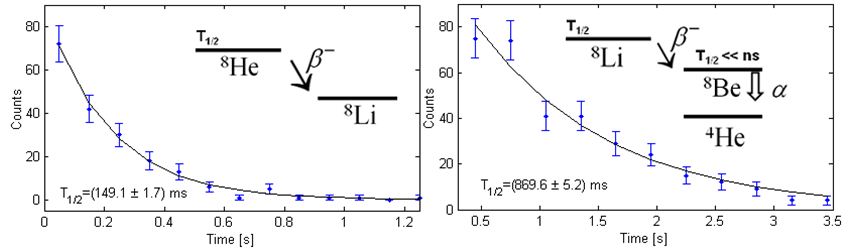 80
60
40
20
0
Counts
T1/2
⁸He
β⁻
⁸Li
T1/2=(149.1 ± 1.7) ms
0 0.2 0.4 0.6 0.8 1 1.2
Time [s]
80
60
40
20
0
Counts
T1/2
⁸Li
β⁻
T1/2 << ns
⁸Be
α
⁴He
T1/2=(869.6 ± 5.2) ms
0.5 1 1.5 2 2.5 3 3.5
Time [s]